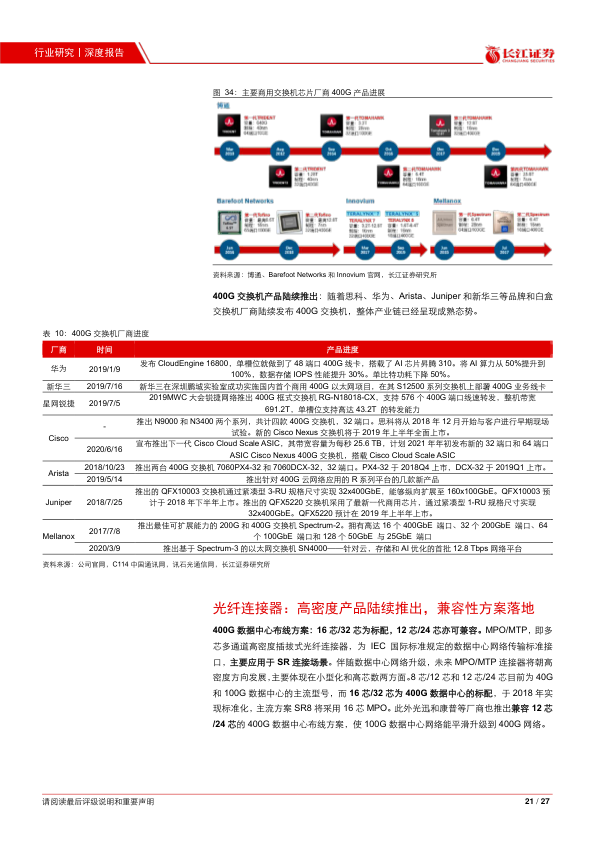 行业研究丨深度报告
长江证券
CHANGJIANG SECURITIES
图 34：主要商用交换机芯片厂商 400G 产品进展
博通
Barefoot Networks
Innovium
Mellanox
资料来源：博通、Barefoot Networks 和 Innovium 官网，长江证券研究所
400G 交换机产品陆续推出：随着思科、华为、Arista、Juniper 和新华三等品牌和白盒
交换机厂商陆续发布 400G 交换机，整体产业链已经呈现成熟态势。
表 10：400G 交换机厂商进度
厂商 时间 产品进度
华为 2019/1/9 发布 CloudEngine 16800，单槽位就做到了 48 端口 400G 线卡，搭载了 AI 芯片昇腾 310。将 AI 算力从 50%提升到
100%，数据存储 IOPS 性能提升 30%。单比特功耗下降 50%。
新华三 2019/7/16 新华三在深圳鹏城实验室成功实施国内首个商用 400G 以太网项目，在其 S12500 系列交换机上部署 400G 业务线卡
星网锐捷 2019/7/5 2019MWC 大会锐捷网络推出 400G 框式交换机 RG-N18018-CX，支持 576 个 400G 端口线速转发，整机带宽
691.2T，单槽位支持高达 43.2T 的转发能力
Cisco - 推出 N9000 和 N3400 两个系列，共计四款 400G 交换机，32 端口。思科将从 2018 年 12 月开始与客户进行早期现场
试验。新的 Cisco Nexus 交换机将于 2019 年上半年全面上市。
2020/6/16 宣布推出下一代 Cisco Cloud Scale ASIC，其带宽容量为每秒 25.6 TB，计划 2021 年年初发布新的 32 端口和 64 端口
ASIC Cisco Nexus 400G 交换机，搭载 Cisco Cloud Scale ASIC
Arista 2018/10/23 推出两台 400G 交换机 7060PX4-32 和 7060DCX-32，32 端口。PX4-32 于 2018Q4 上市，DCX-32 于 2019Q1 上市。
2019/5/14 推出针对 400G 云网络应用的 R 系列平台的几款新产品
Juniper 2018/7/25 推出的 QFX10003 交换机通过紧凑型 3-RU 规格尺寸实现 32x400GbE，能够纵向扩展至 160x100GbE。QFX10003 预
计于 2018 年下半年上市。推出的 QFX5220 交换机采用了最新一代商用芯片，通过紧凑型 1-RU 规格尺寸实现
32x400GbE。QFX5220 预计在 2019 年上半年上市。
Mellanox 2017/7/8 推出最佳可扩展能力的 200G 和 400G 交换机 Spectrum-2。拥有高达 16 个 400GbE 端口、32 个 200GbE 端口、64
个 100GbE 端口和 128 个 50GbE 与 25GbE 端口
2020/3/9 推出基于 Spectrum-3 的以太网交换机 SN4000——针对云，存储和 AI 优化的首批 12.8 Tbps 网络平台
资料来源：公司官网，C114 中国通讯网，讯石光通信网，长江证券研究所
光纤连接器：高密度产品陆续推出，兼容性方案落地
400G 数据中心布线方案：16 芯/32 芯为标配，12 芯/24 芯亦可兼容。MPO/MTP，即多
芯多通道高密度插拔式光纤连接器，为 IEC 国际标准规定的数据中心网络传输标准接
口，主要应用于 SR 连接场景。伴随数据中心网络升级，未来 MPO/MTP 连接器将朝高
密度方向发展，主要体现在小型化和高芯数两方面。8 芯/12 芯和 12 芯/24 芯目前为 40G
和 100G 数据中心的主流型号，而 16 芯/32 芯为 400G 数据中心的标配，于 2018 年实
现标准化，主流方案 SR8 将采用 16 芯 MPO。此外光迅和康普等厂商也推出兼容 12 芯
/24 芯的 400G 数据中心布线方案，使 100G 数据中心网络能平滑升级到 400G 网络。
请阅读最后评级说明和重要声明
21 / 27